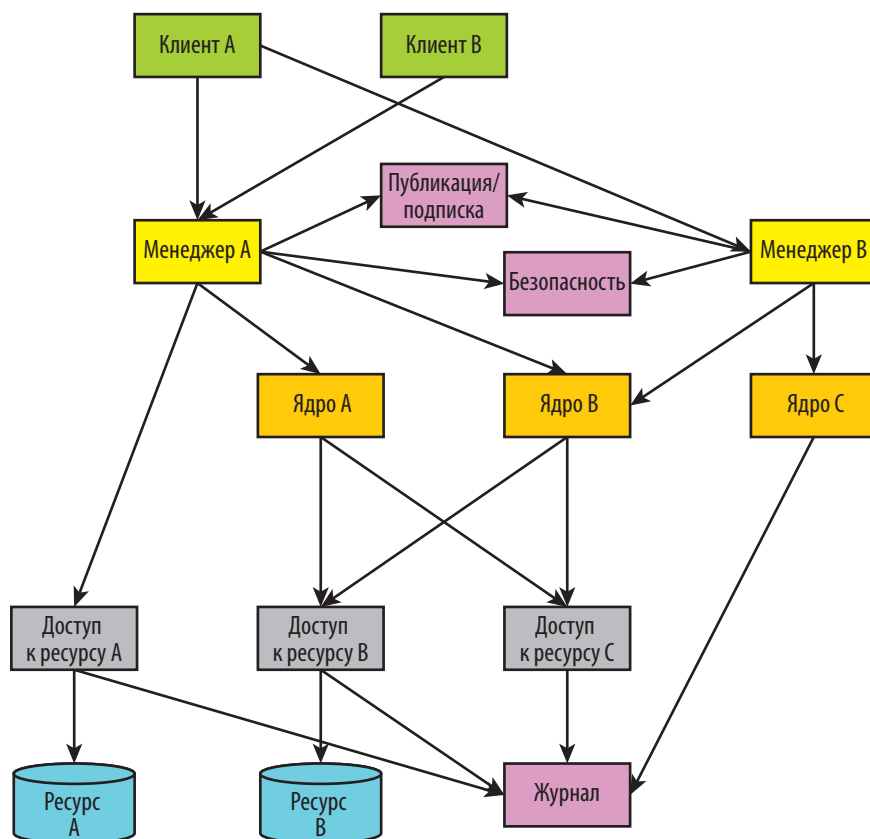 Клиент A
Клиент B
Публикация/
подписка
Менеджер A
Менеджер B
Безопасность
Ядро A
Ядро B
Ядро C
Доступ
к ресурсу A
Доступ
к ресурсу B
Доступ
к ресурсу C
Ресурс
A
Ресурс
B
Журнал